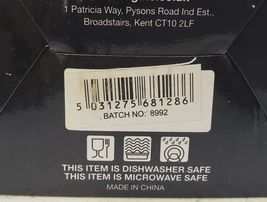 1 Patricia Way, Pysons Road Ind Est.,
Broadstairs, Kent CT10 2LF
5 031275 681286
. BATCH NO: 8992
THIS ITEM IS DISHWASHER SAFE
THIS ITEM IS MICROWAVE SAFE
MADE IN CHINA